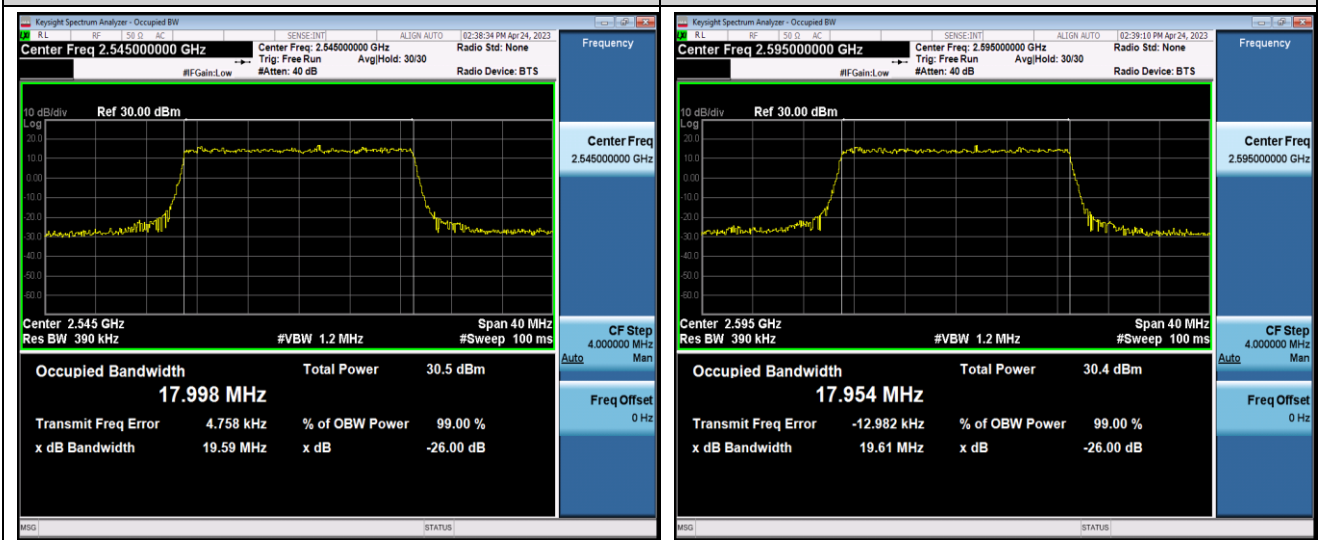 Keysight Spectrum Analyzer - Occupied BW
RL RF 50 Ω AC SENSE:INT ALIGN AUTO 02:38:34 PM Apr 24, 2023
Center Freq 2.545000000 GHz
Center Freq: 2.545000000 GHz Radio Std: None
Trig: Free Run Avg|Hold: 30/30
#IFGain:Low #Atten: 40 dB Radio Device: BTS
10 dB/div Ref 30.00 dBm
Log
20.0
10.0
0.00
-10.0
-20.0
-30.0
-40.0
-50.0
-60.0
Center 2.545 GHz Span 40 MHz
Res BW 390 kHz #VBW 1.2 MHz #Sweep 100 ms
Occupied Bandwidth Total Power 30.5 dBm
17.998 MHz
Transmit Freq Error 4.758 kHz % of OBW Power 99.00 %
x dB Bandwidth 19.59 MHz x dB -26.00 dB
MSG STATUS
Frequency
Center Freq
2.545000000 GHz
CF Step
4.000000 MHz
Auto Man
Freq Offset
0 Hz
Keysight Spectrum Analyzer - Occupied BW
RL RF 50 Ω AC SENSE:INT ALIGN AUTO 02:39:10 PM Apr 24, 2023
Center Freq 2.595000000 GHz
Center Freq: 2.595000000 GHz Radio Std: None
Trig: Free Run Avg|Hold: 30/30
#IFGain:Low #Atten: 40 dB Radio Device: BTS
10 dB/div Ref 30.00 dBm
Log
20.0
10.0
0.00
-10.0
-20.0
-30.0
-40.0
-50.0
-60.0
Center 2.595 GHz Span 40 MHz
Res BW 390 kHz #VBW 1.2 MHz #Sweep 100 ms
Occupied Bandwidth Total Power 30.4 dBm
17.954 MHz
Transmit Freq Error -12.982 kHz % of OBW Power 99.00 %
x dB Bandwidth 19.61 MHz x dB -26.00 dB
MSG STATUS
Frequency
Center Freq
2.595000000 GHz
CF Step
4.000000 MHz
Auto Man
Freq Offset
0 Hz